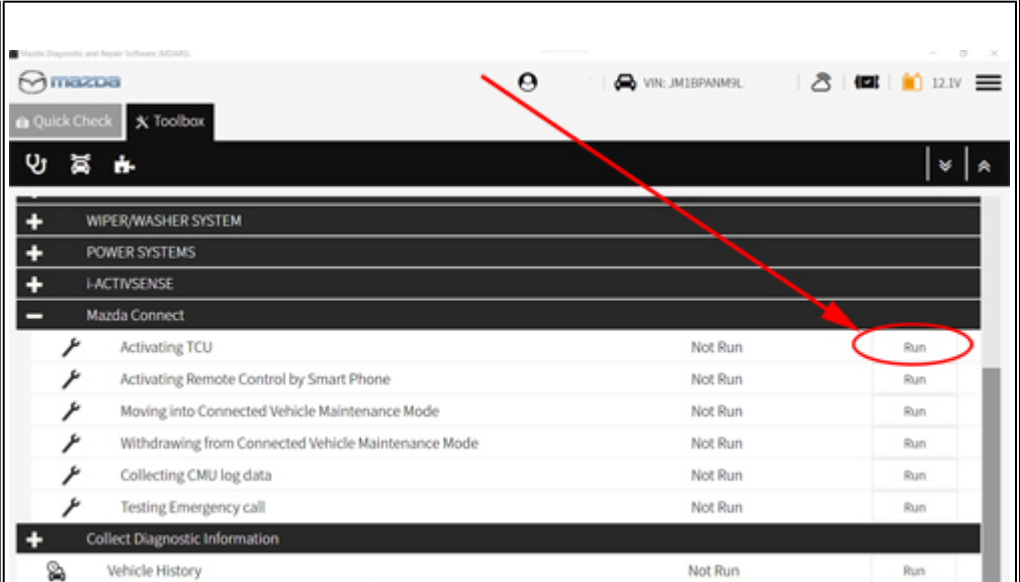 Mazda Diagnostic and Repair Software (MDARS)
mazda
VIN: JM1BPANM9L
12.1V
Quick Check
Toolbox
WIPER/WASHER SYSTEM
POWER SYSTEMS
i-ACTIVSENSE
Mazda Connect
Activating TCU Not Run Run
Activating Remote Control by Smart Phone Not Run Run
Moving into Connected Vehicle Maintenance Mode Not Run Run
Withdrawing from Connected Vehicle Maintenance Mode Not Run Run
Collecting CMU log data Not Run Run
Testing Emergency call Not Run Run
Collect Diagnostic Information
Vehicle History Not Run Run